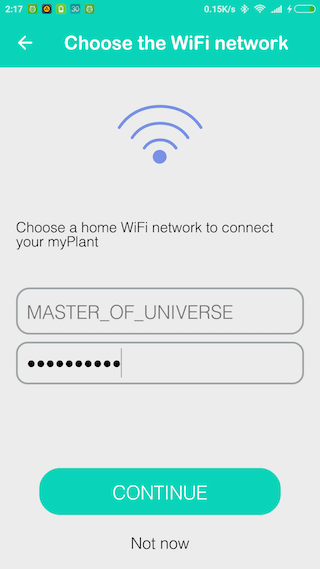 2:17 0.15K/s
Choose the WiFi network
Choose a home WiFi network to connect
your myPlant
MASTER_OF_UNIVERSE
••••••••••
CONTINUE
Not now